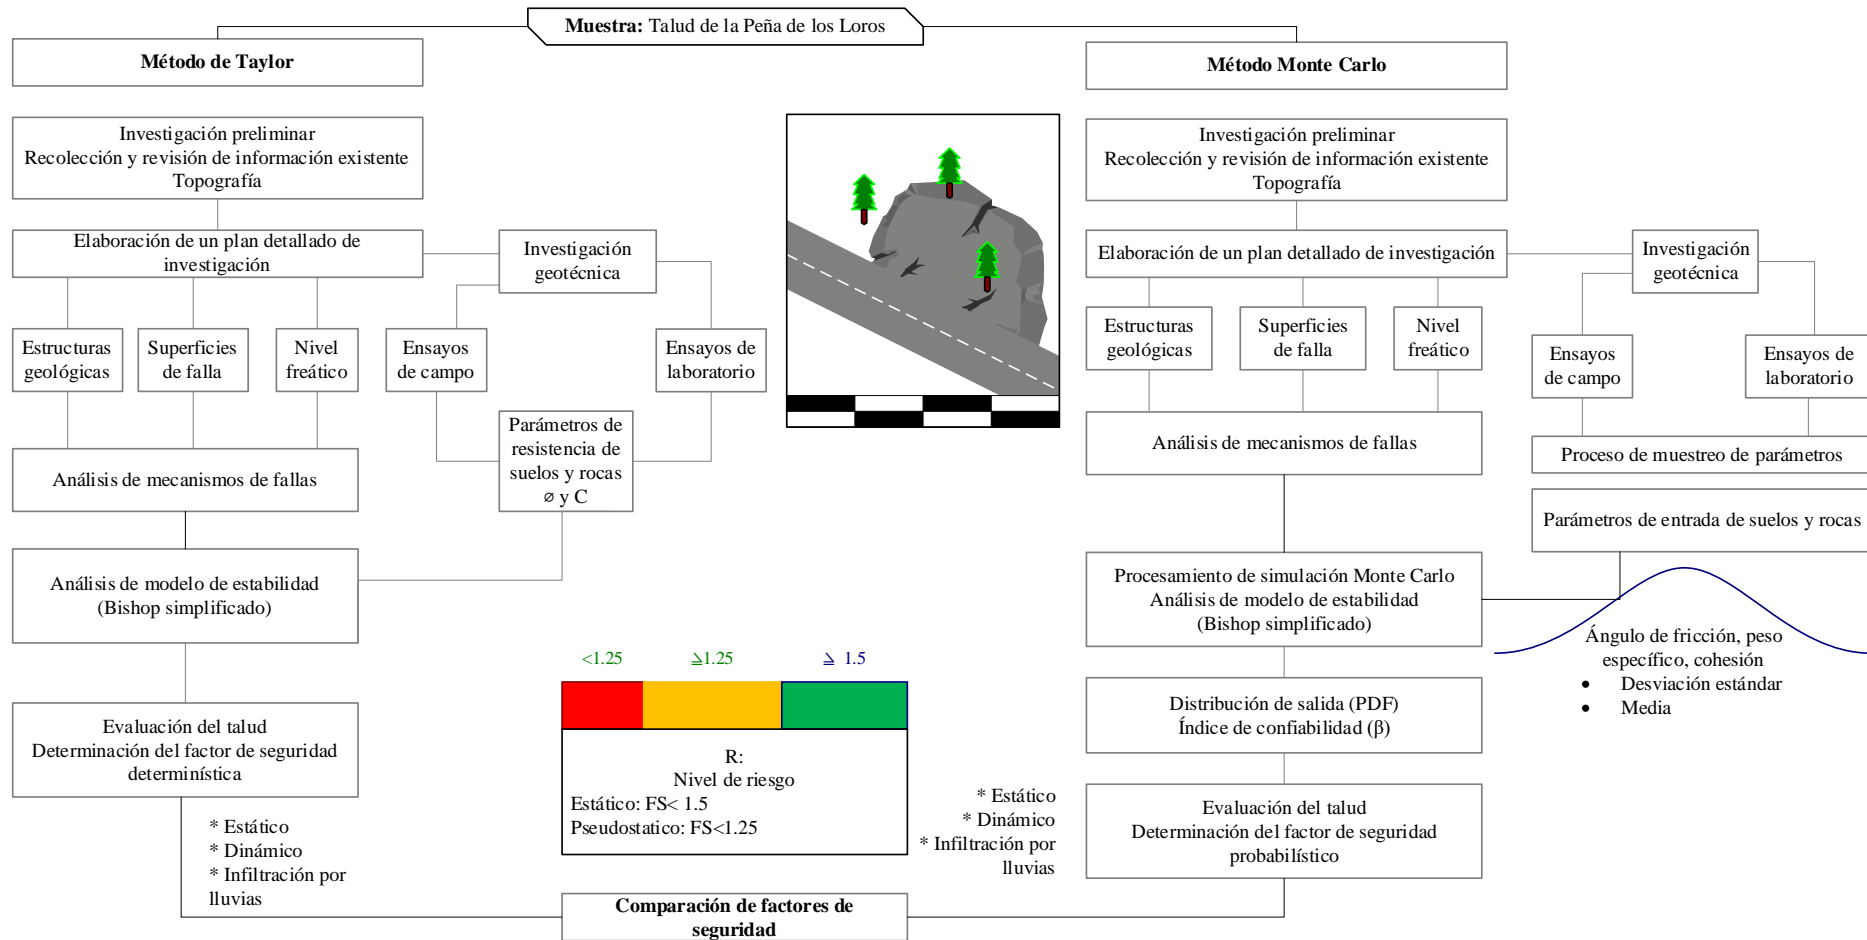 Muestra: Talud de la Peña de los Loros
Método de Taylor
Investigación preliminar
Recolección y revisión de información existente
Topografía
Elaboración de un plan detallado de
investigación
Investigación
geotécnica
Estructuras
geológicas
Superficies
de falla
Nivel
freático
Ensayos
de campo
Ensayos de
laboratorio
Análisis de mecanismos de fallas
Parámetros de
resistencia de
suelos y rocas
∅ y C
Análisis de modelo de estabilidad
(Bishop simplificado)
Evaluación del talud
Determinación del factor de seguridad
determinística
* Estático
* Dinámico
* Infiltración por
lluvias
<1.25
≧1.25
≧ 1.5
R:
Nivel de riesgo
Estático: FS< 1.5
Pseudostatico: FS<1.25
Método Monte Carlo
Investigación preliminar
Recolección y revisión de información existente
Topografía
Elaboración de un plan detallado de investigación
Investigación
geotécnica
Estructuras
geológicas
Superficies
de falla
Nivel
freático
Ensayos
de campo
Ensayos de
laboratorio
Análisis de mecanismos de fallas
Proceso de muestreo de parámetros
Parámetros de entrada de suelos y rocas
Procesamiento de simulación Monte Carlo
Análisis de modelo de estabilidad
(Bishop simplificado)
Ángulo de fricción, peso
específico, cohesión
• Desviación estándar
• Media
Distribución de salida (PDF)
Índice de confiabilidad (β)
Evaluación del talud
Determinación del factor de seguridad
probabilístico
* Estático
* Dinámico
* Infiltración por
lluvias
Comparación de factores de
seguridad